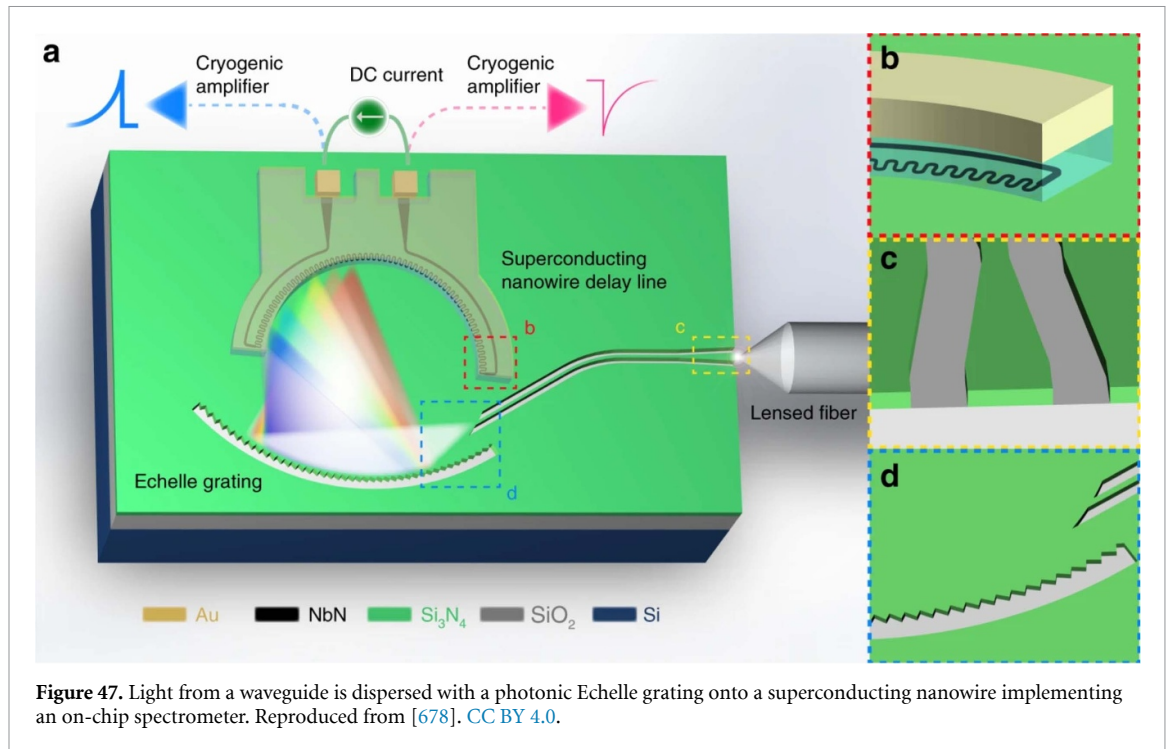 a
Cryogenic
amplifier
DC current
Cryogenic
amplifier
Superconducting
nanowire delay line
b
c
Lensed fiber
Echelle grating
d
Au
NbN
Si₃N₄
SiO₂
Si
b
c
d
Figure 47. Light from a waveguide is dispersed with a photonic Echelle grating onto a superconducting nanowire implementing
an on-chip spectrometer. Reproduced from [678]. CC BY 4.0.